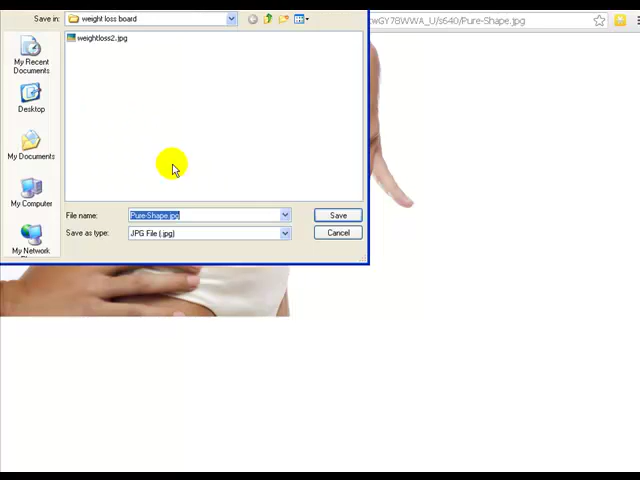 Save in: weight loss board
wGY78WWA_U/s640/Pure-Shape.jpg
weightloss2.jpg
My Recent
Documents
Desktop
My Documents
My Computer
My Network
File name: Pure-Shape.jpg Save
Save as type: JPG File (.jpg) Cancel